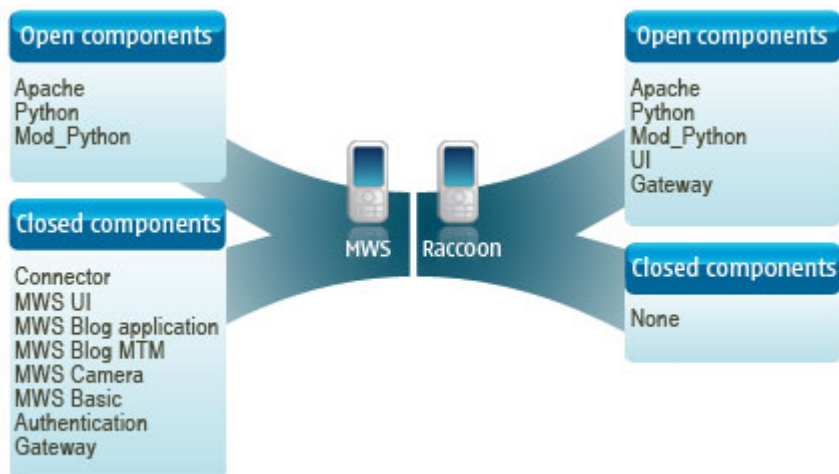 Open components
Apache
Python
Mod_Python
Closed components
Connector
MWS UI
MWS Blog application
MWS Blog MTM
MWS Camera
MWS Basic
Authentication
Gateway
MWS
Raccoon
Open components
Apache
Python
Mod_Python
UI
Gateway
Closed components
None